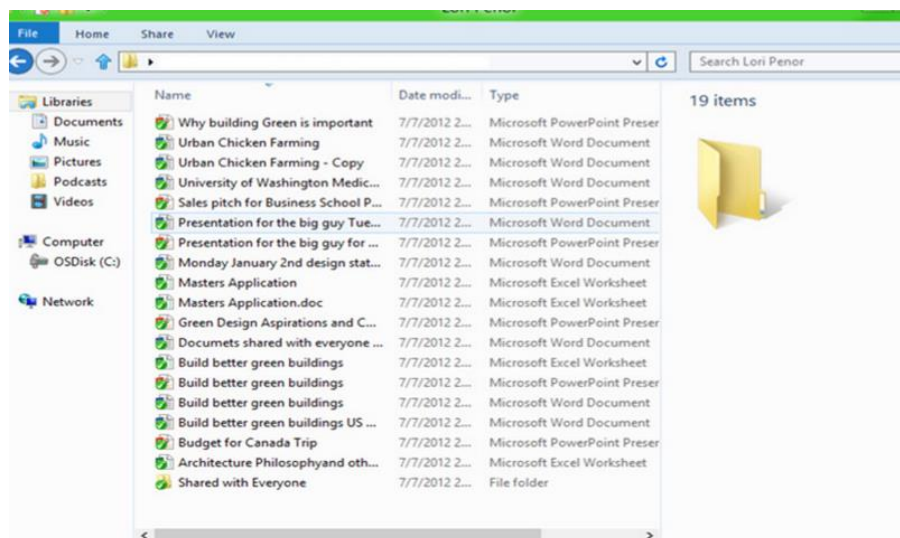 File Home Share View
Search Lori Penor
Libraries
Documents
Music
Pictures
Podcasts
Videos
Computer
OSDisk (C:)
Network
Name Date modi... Type
Why building Green is important 7/7/2012 2... Microsoft PowerPoint Preser
Urban Chicken Farming 7/7/2012 2... Microsoft Word Document
Urban Chicken Farming - Copy 7/7/2012 2... Microsoft Word Document
University of Washington Medic... 7/7/2012 2... Microsoft Word Document
Sales pitch for Business School P... 7/7/2012 2... Microsoft PowerPoint Preser
Presentation for the big guy Tue... 7/7/2012 2... Microsoft Word Document
Presentation for the big guy for ... 7/7/2012 2... Microsoft PowerPoint Preser
Monday January 2nd design stat... 7/7/2012 2... Microsoft Word Document
Masters Application 7/7/2012 2... Microsoft Excel Worksheet
Masters Application.doc 7/7/2012 2... Microsoft Excel Worksheet
Green Design Aspirations and C... 7/7/2012 2... Microsoft PowerPoint Preser
Documets shared with everyone ... 7/7/2012 2... Microsoft Word Document
Build better green buildings 7/7/2012 2... Microsoft Excel Worksheet
Build better green buildings 7/7/2012 2... Microsoft PowerPoint Preser
Build better green buildings 7/7/2012 2... Microsoft Word Document
Build better green buildings US ... 7/7/2012 2... Microsoft Word Document
Budget for Canada Trip 7/7/2012 2... Microsoft PowerPoint Preser
Architecture Philosophyand oth... 7/7/2012 2... Microsoft Excel Worksheet
Shared with Everyone 7/7/2012 2... File folder
19 items